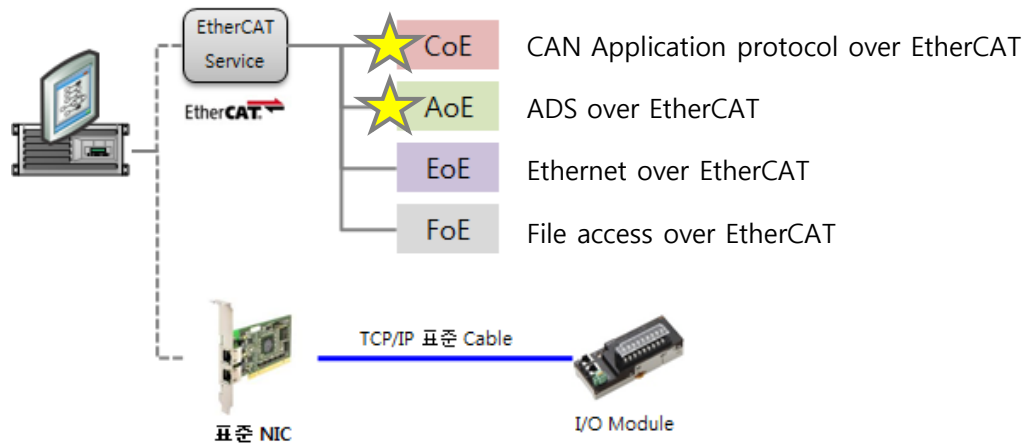 EtherCAT
Service
EtherCAT
CoE CAN Application protocol over EtherCAT
AoE ADS over EtherCAT
EoE Ethernet over EtherCAT
FoE File access over EtherCAT
TCP/IP 표준 Cable
표준 NIC
I/O Module